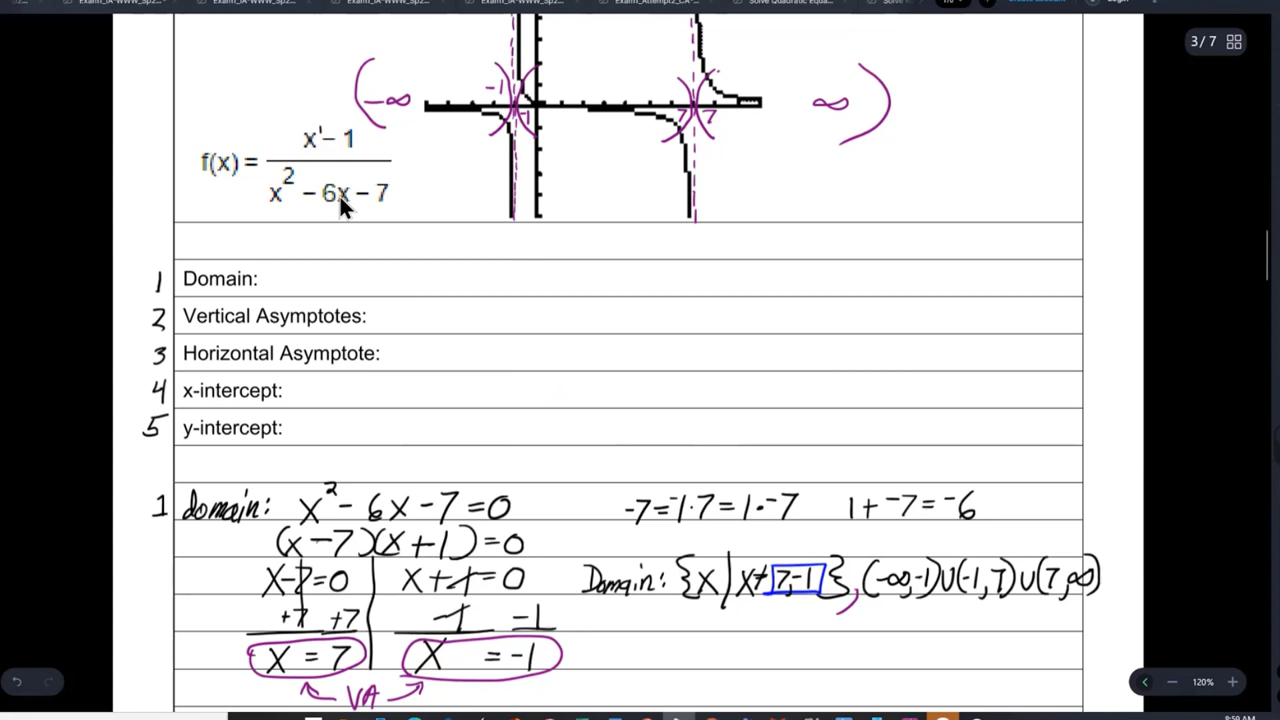 3/7
-∞ -1 -1 7 7 ∞
f(x) = x'- 1 / x² - 6x - 7
1 Domain:
2 Vertical Asymptotes:
3 Horizontal Asymptote:
4 x-intercept:
5 y-intercept:
1 domain: x² - 6x - 7 = 0 -7 = -1·7 = 1·-7 1 + -7 = -6
(x - 7)(x + 1) = 0
x - 7 = 0 x + 1 = 0 Domain: {x | x ≠ 7, -1}, (-∞, -1) ∪ (-1, 7) ∪ (7, ∞)
+7 +7 -1 -1
x = 7 x = -1
VA
120%